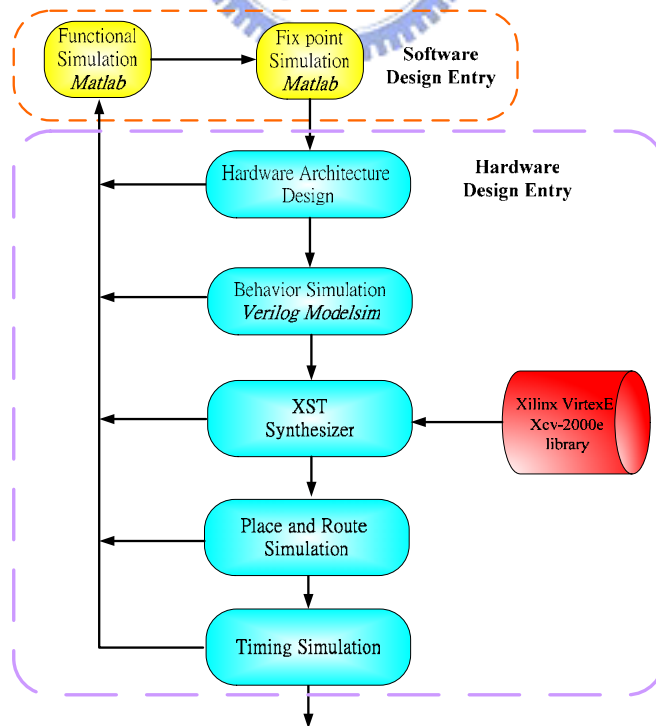 Functional
Simulation
Matlab
Fix point
Simulation
Matlab
Software
Design Entry
Hardware
Design Entry
Hardware Architecture
Design
Behavior Simulation
Verilog Modelsim
XST
Synthesizer
Xilinx VirtexE
Xcv-2000e
library
Place and Route
Simulation
Timing Simulation